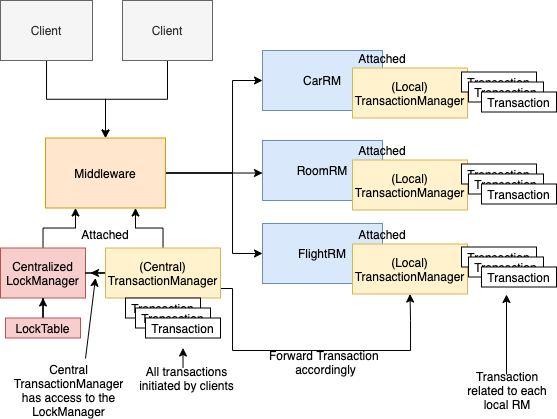 Client
Client
Attached
CarRM
(Local)
TransactionManager
Transaction
Transaction
Transaction
Middleware
Attached
RoomRM
(Local)
TransactionManager
Transaction
Transaction
Transaction
Attached
FlightRM
(Local)
TransactionManager
Transaction
Transaction
Transaction
Attached
Centralized
LockManager
(Central)
TransactionManager
Transaction
Transaction
Transaction
LockTable
Forward Transaction
accordingly
Central
TransactionManager
has access to the
LockManager
All transactions
initiated by clients
Transaction
related to each
local RM